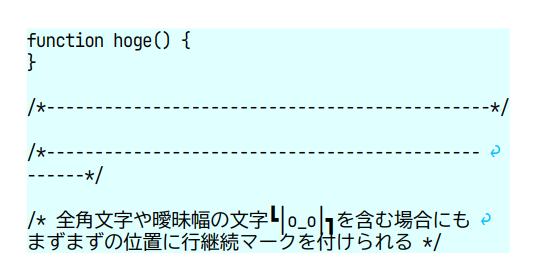 function hoge() {
}
/*----------------------------------------------*/
/*--------------------------------------------- ⤶
------*/
/* 全角文字や曖昧幅の文字┗|o_o|┓を含む場合にも ⤶
まずまずの位置に行継続マークを付けられる */